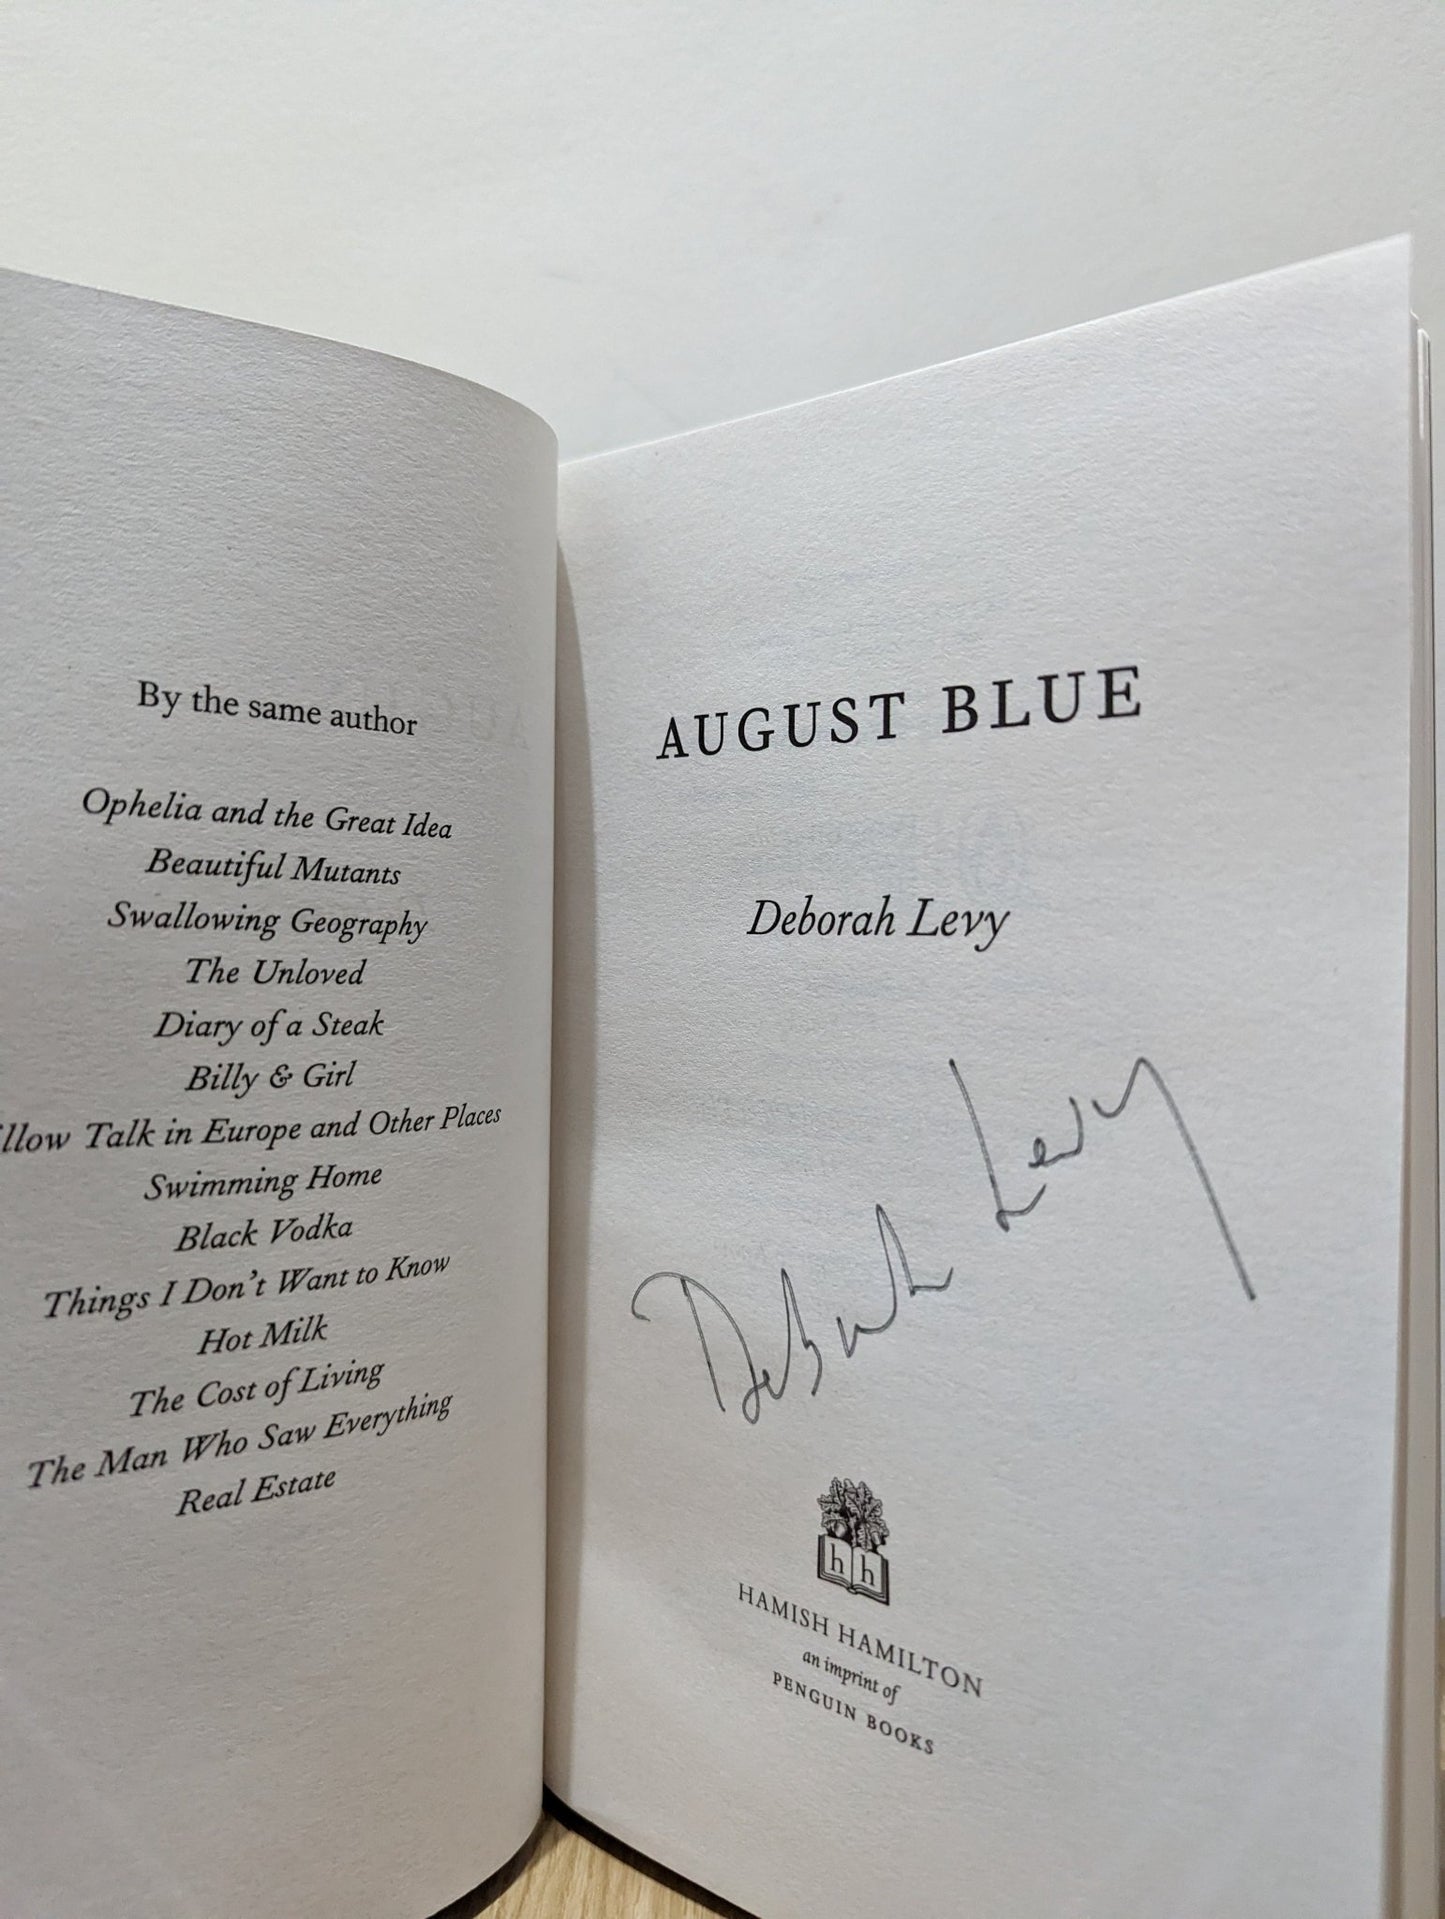 By the same author
Ophelia and the Great Idea
Beautiful Mutants
Swallowing Geography
The Unloved
Diary of a Steak
Billy & Girl
llow Talk in Europe and Other Places
Swimming Home
Black Vodka
Things I Don't Want to Know
Hot Milk
The Cost of Living
The Man Who Saw Everything
Real Estate
AUGUST BLUE
Deborah Levy
Deborah Levy
h h
HAMISH HAMILTON
an imprint of
PENGUIN BOOKS